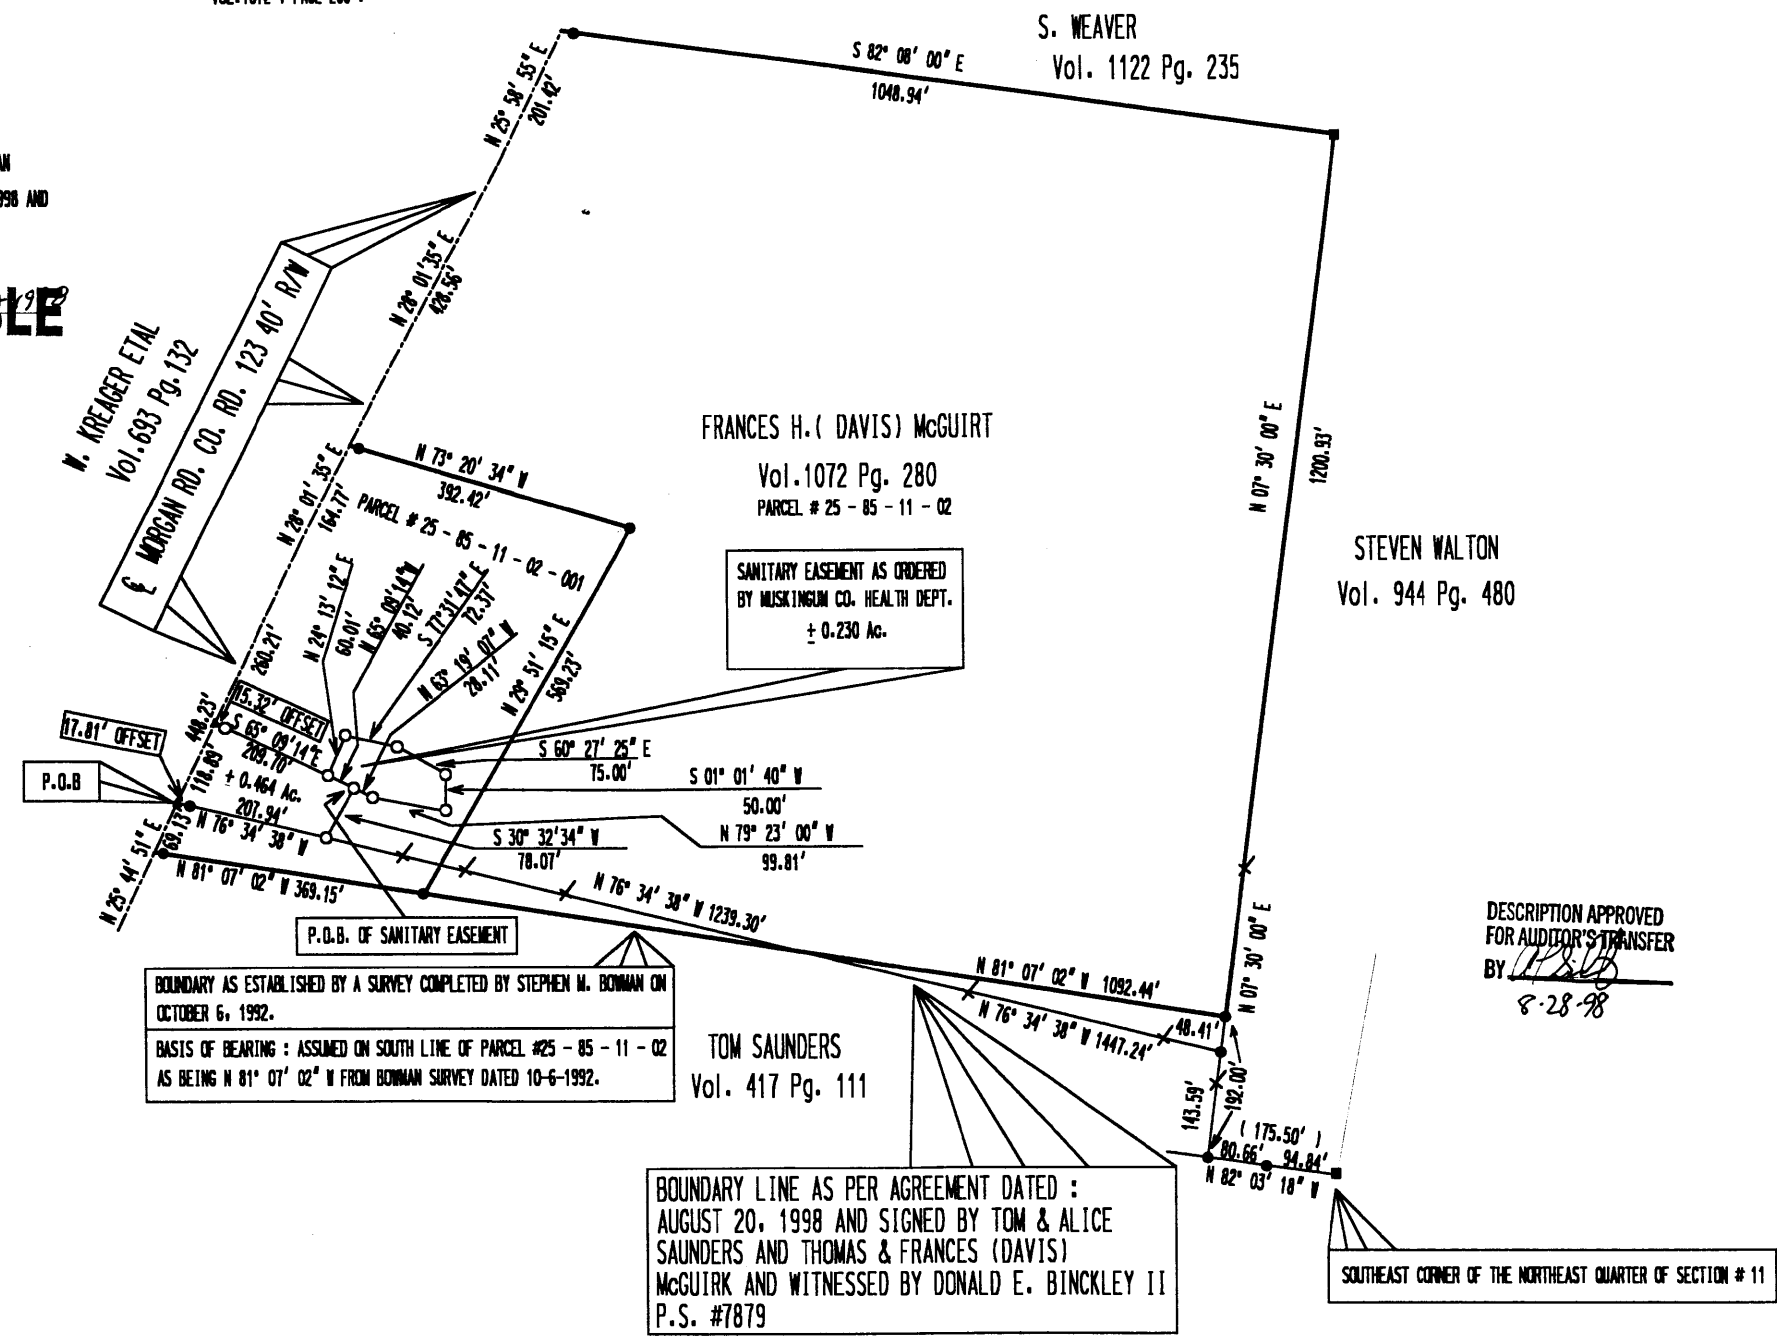 S. WEAVER
Vol. 1122 Pg. 235
S 82° 08' 00" E
1048.94'
N 25° 58' 55" E
201.42'
AN
998 AND
LE
N 28° 01' 35" E
428.56'
W. KREAGER ETAL
Vol.693 Pg.132
℄ MORGAN RD. CO. RD. 123 40' R/W
FRANCES H.( DAVIS) McGUIRT
Vol.1072 Pg. 280
PARCEL # 25 - 85 - 11 - 02
N 07° 30' 00" E
1200.93'
STEVEN WALTON
Vol. 944 Pg. 480
N 73° 20' 34" W
392.42'
PARCEL # 25 - 85 - 11 - 02 - 001
N 28° 01' 35" E
164.77'
SANITARY EASEMENT AS ORDERED
BY MUSKINGUM CO. HEALTH DEPT.
± 0.230 Ac.
N 24° 13' 12" E
60.01'
N 65° 09'14" W
40.12'
S 77°31'47" E
72.37'
N 63° 19' 07" W
28.11'
N 29° 51' 15" E
569.23'
260.21'
448.23'
118.89'
15.32' OFFSET
17.81' OFFSET
P.O.B
S 65° 09'14"E
209.70'
± 0.464 Ac.
207.94'
N 76° 34' 38" W
S 60° 27' 25" E
75.00'
S 01° 01' 40" W
50.00'
N 79° 23' 00" W
99.81'
S 30° 32'34" W
78.07'
69.13'
N 25° 44' 51" E
N 81° 07' 02" W 369.15'
N 76° 34' 38" W 1239.30'
P.O.B. OF SANITARY EASEMENT
BOUNDARY AS ESTABLISHED BY A SURVEY COMPLETED BY STEPHEN M. BOWMAN ON
OCTOBER 6, 1992.
BASIS OF BEARING : ASSUMED ON SOUTH LINE OF PARCEL #25 - 85 - 11 - 02
AS BEING N 81° 07' 02" W FROM BOWMAN SURVEY DATED 10-6-1992.
TOM SAUNDERS
Vol. 417 Pg. 111
N 81° 07' 02" W 1092.44'
N 76° 34' 38" W 1447.24'
48.41'
N 07° 30' 00" E
192.00'
143.59'
( 175.50' )
80.66' 94.84'
N 82° 03' 18" W
DESCRIPTION APPROVED
FOR AUDITOR'S TRANSFER
BY
8-28-98
BOUNDARY LINE AS PER AGREEMENT DATED :
AUGUST 20, 1998 AND SIGNED BY TOM & ALICE
SAUNDERS AND THOMAS & FRANCES (DAVIS)
McGUIRK AND WITNESSED BY DONALD E. BINCKLEY II
P.S. #7879
SOUTHEAST CORNER OF THE NORTHEAST QUARTER OF SECTION # 11